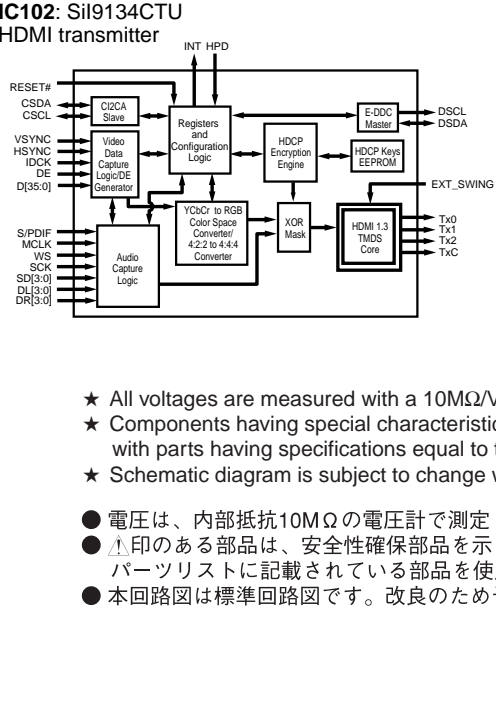 IC102: SiI9134CTU
HDMI transmitter
INT HPD
RESET#
CSDA
CSCL
VSYNC
HSYNC
IDCK
DE
D[35:0]
S/PDIF
MCLK
WS
SCK
SD[3:0]
DL[3:0]
DR[3:0]
CI2CA
Slave
Video
Data
Capture
Logic/DE
Generator
Audio
Capture
Logic
Registers
and
Configuration
Logic
YCbCr to RGB
Color Space
Converter/
4:2:2 to 4:4:4
Converter
HDCP
Encryption
Engine
XOR
Mask
E-DDC
Master
HDCP Keys
EEPROM
HDMI 1.3
TMDS
Core
DSCL
DSDA
EXT_SWING
Tx0
Tx1
Tx2
TxC
★ All voltages are measured with a 10MΩ/V
★ Components having special characteristic
with parts having specifications equal to
★ Schematic diagram is subject to change
● 電圧は、内部抵抗10MΩの電圧計で測定
● ⚠印のある部品は、安全性確保部品を示
パーツリストに記載されている部品を使
● 本回路図は標準回路図です。改良のため